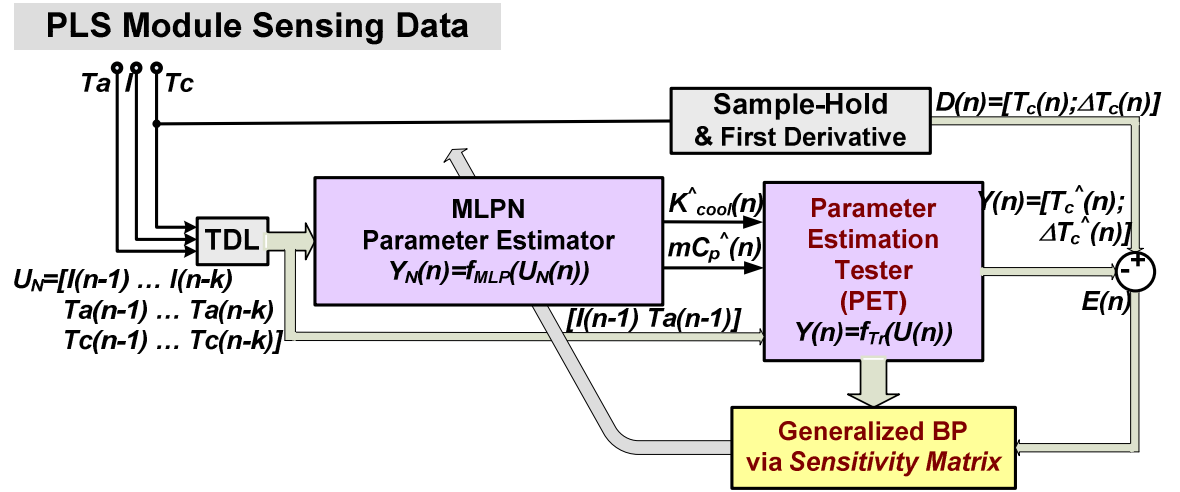 PLS Module Sensing Data
Ta I Tc
Sample-Hold
& First Derivative
D(n)=[Tc(n);ΔTc(n)]
MLPN
Parameter Estimator
YN(n)=fMLP(UN(n))
K^cool(n)
mCp^(n)
Parameter
Estimation
Tester
(PET)
Y(n)=fTr(U(n))
Y(n)=[Tc^(n);
ΔTc^(n)]
- +
E(n)
TDL
UN=[I(n-1) … I(n-k)
Ta(n-1) … Ta(n-k)
Tc(n-1) … Tc(n-k)]
[I(n-1) Ta(n-1)]
Generalized BP
via Sensitivity Matrix